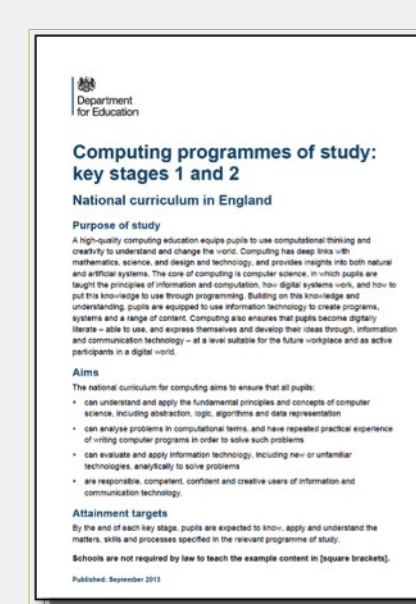 Department
for Education
Computing programmes of study:
key stages 1 and 2
National curriculum in England
Purpose of study
A high-quality computing education equips pupils to use computational thinking and
creativity to understand and change the world. Computing has deep links with
mathematics, science, and design and technology, and provides insights into both natural
and artificial systems. The core of computing is computer science, in which pupils are
taught the principles of information and computation, how digital systems work, and how to
put this knowledge to use through programming. Building on this knowledge and
understanding, pupils are equipped to use information technology to create programs,
systems and a range of content. Computing also ensures that pupils become digitally
literate – able to use, and express themselves and develop their ideas through, information
and communication technology – at a level suitable for the future workplace and as active
participants in a digital world.
Aims
The national curriculum for computing aims to ensure that all pupils:
• can understand and apply the fundamental principles and concepts of computer
science, including abstraction, logic, algorithms and data representation
• can analyse problems in computational terms, and have repeated practical experience
of writing computer programs in order to solve such problems
• can evaluate and apply information technology, including new or unfamiliar
technologies, analytically to solve problems
• are responsible, competent, confident and creative users of information and
communication technology.
Attainment targets
By the end of each key stage, pupils are expected to know, apply and understand the
matters, skills and processes specified in the relevant programme of study.
Schools are not required by law to teach the example content in [square brackets].
Published: September 2013